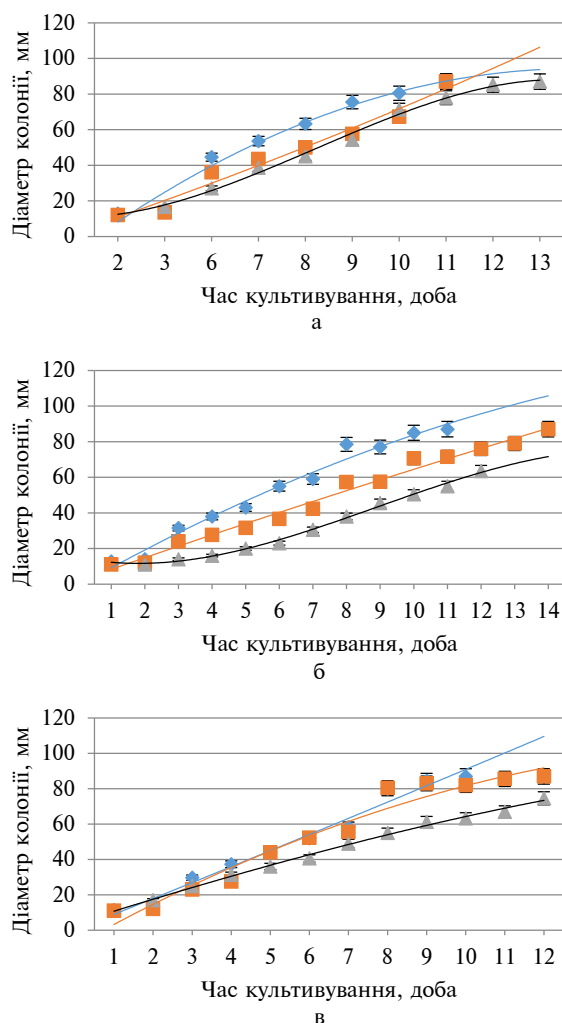 Діаметр колонії, мм
120
100
80
60
40
20
0
2 3 6 7 8 9 10 11 12 13
Час культивування, доба
а
Діаметр колонії, мм
120
100
80
60
40
20
0
1 2 3 4 5 6 7 8 9 10 11 12 13 14
Час культивування, доба
б
Діаметр колонії, мм
120
100
80
60
40
20
0
1 2 3 4 5 6 7 8 9 10 11 12
Час культивування, доба
в